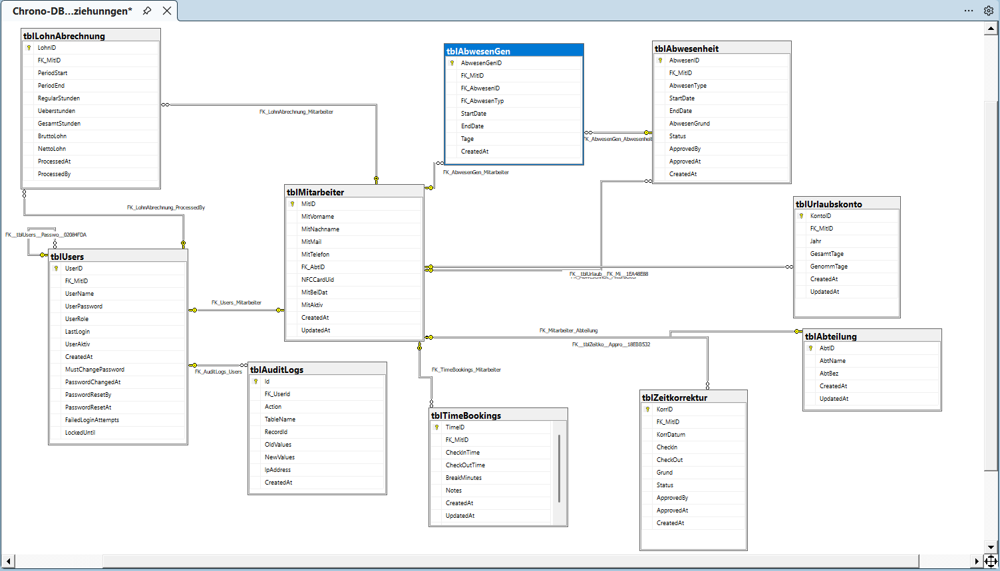 Chrono-DB...ziehunngen*
tblLohnAbrechnung
LohnID
FK_MitID
PeriodStart
PeriodEnd
RegularStunden
Ueberstunden
GesamtStunden
BruttoLohn
NettoLohn
ProcessedAt
ProcessedBy
FK_LohnAbrechnung_Mitarbeiter
tblAbwesenGen
AbwesenGenID
FK_MitID
FK_AbwesenID
FK_AbwesenTyp
StartDate
EndDate
Tage
CreatedAt
FK_AbwesenGen_Abwesenheit
FK_AbwesenGen_Mitarbeiter
tblAbwesenheit
AbwesenID
FK_MitID
AbwesenType
StartDate
EndDate
AbwesenGrund
Status
ApprovedBy
ApprovedAt
CreatedAt
FK_LohnAbrechnung_ProcessedBy
FK__tblUsers__Passwo__02084FDA
tblMitarbeiter
MitID
MitVorname
MitNachname
MitMail
MitTelefon
FK_AbtID
NFCCardUid
MitBeiDat
MitAktiv
CreatedAt
UpdatedAt
tblUrlaubskonto
KontoID
FK_MitID
Jahr
GesamtTage
GenommTage
CreatedAt
UpdatedAt
FK__tblUrlaub__FK_Mi__1EA48E88
FK_Abwesenheit_Mitarbeiter
tblUsers
UserID
FK_MitID
UserName
UserPassword
UserRole
LastLogin
UserAktiv
CreatedAt
MustChangePassword
PasswordChangedAt
PasswordResetBy
PasswordResetAt
FailedLoginAttempts
LockedUntil
FK_Users_Mitarbeiter
FK_AuditLogs_Users
tblAuditLogs
Id
FK_UserId
Action
TableName
RecordId
OldValues
NewValues
IpAddress
CreatedAt
FK_Mitarbeiter_Abteilung
FK__tblZeitko__Appro__18EBB532
FK_TimeBookings_Mitarbeiter
tblTimeBookings
TimeID
FK_MitID
CheckInTime
CheckOutTime
BreakMinutes
Notes
CreatedAt
UpdatedAt
tblZeitkorrektur
KorrID
FK_MitID
KorrDatum
CheckIn
CheckOut
Grund
Status
ApprovedBy
ApprovedAt
CreatedAt
tblAbteilung
AbtID
AbtName
AbtBez
CreatedAt
UpdatedAt